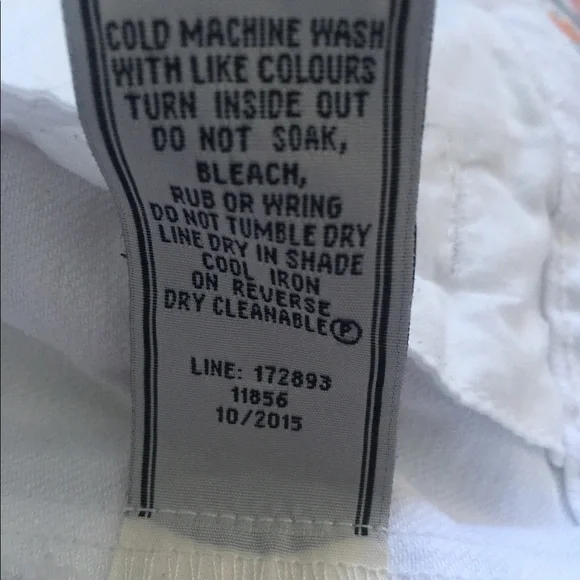 COLD MACHINE WASH
WITH LIKE COLOURS
TURN INSIDE OUT
DO NOT SOAK,
BLEACH,
RUB OR WRING
DO NOT TUMBLE DRY
LINE DRY IN SHADE
COOL IRON
ON REVERSE
DRY CLEANABLE Ⓟ
LINE: 172893
11856
10/2015